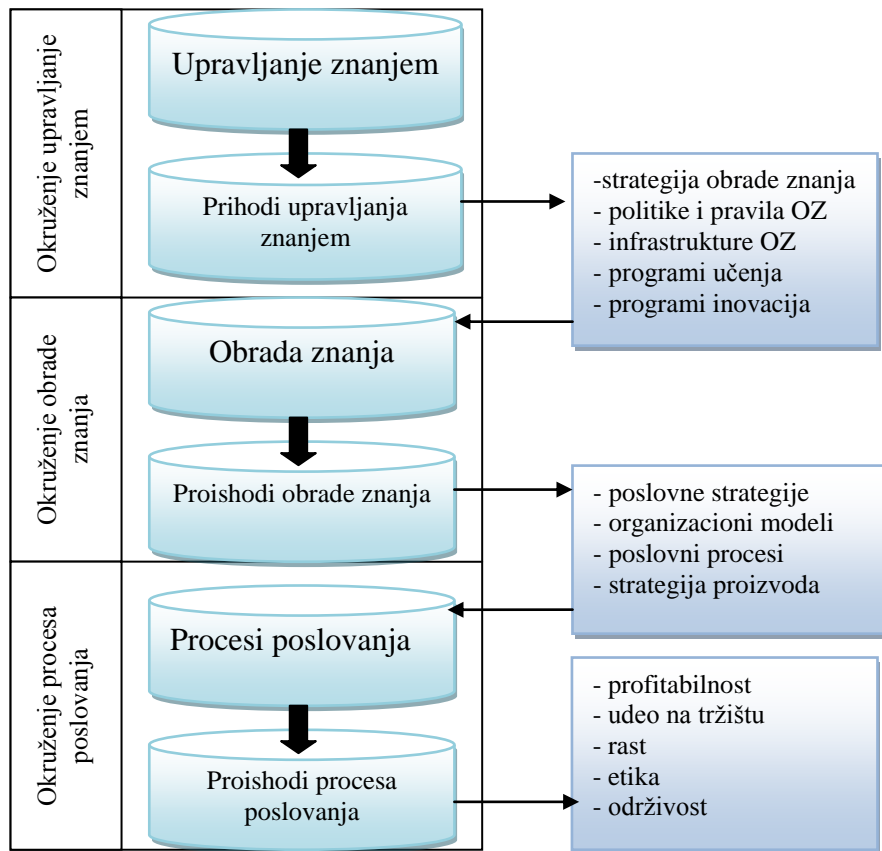 Okruženje upravljanje
znanjem
Upravljanje znanjem
Prihodi upravljanja
znanjem
-strategija obrade znanja
- politike i pravila OZ
- infrastrukture OZ
- programi učenja
- programi inovacija
Okruženje obrade
znanja
Obrada znanja
Proishodi obrade znanja
- poslovne strategije
- organizacioni modeli
- poslovni procesi
- strategija proizvoda
Okruženje procesa
poslovanja
Procesi poslovanja
Proishodi procesa
poslovanja
- profitabilnost
- udeo na tržištu
- rast
- etika
- održivost